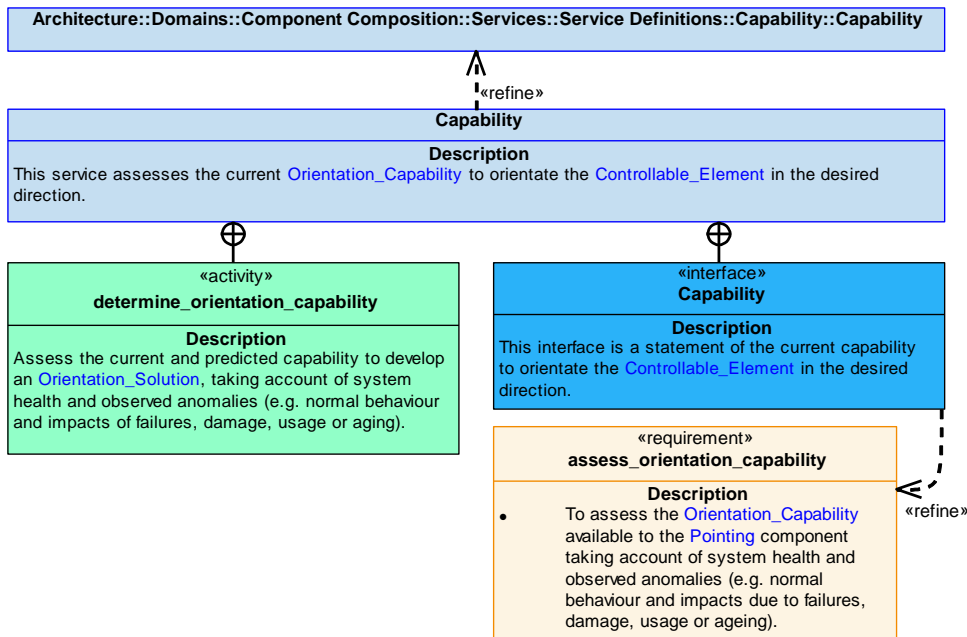 Architecture::Domains::Component Composition::Services::Service Definitions::Capability::Capability
«refine»
Capability
Description
This service assesses the current Orientation_Capability to orientate the Controllable_Element in the desired
direction.
«activity»
determine_orientation_capability
Description
Assess the current and predicted capability to develop
an Orientation_Solution, taking account of system
health and observed anomalies (e.g. normal behaviour
and impacts of failures, damage, usage or aging).
«interface»
Capability
Description
This interface is a statement of the current capability
to orientate the Controllable_Element in the desired
direction.
«refine»
«requirement»
assess_orientation_capability
Description
• To assess the Orientation_Capability
available to the Pointing component
taking account of system health and
observed anomalies (e.g. normal
behaviour and impacts due to failures,
damage, usage or ageing).